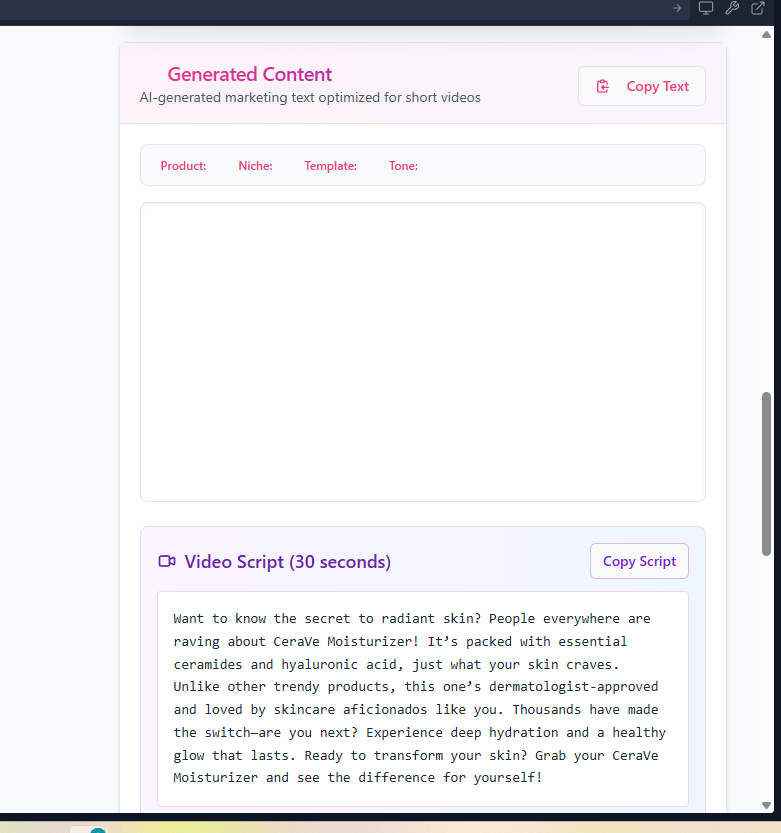 Generated Content
AI-generated marketing text optimized for short videos
Copy Text
Product: Niche: Template: Tone:
Video Script (30 seconds)
Copy Script
Want to know the secret to radiant skin? People everywhere are
raving about CeraVe Moisturizer! It’s packed with essential
ceramides and hyaluronic acid, just what your skin craves.
Unlike other trendy products, this one’s dermatologist-approved
and loved by skincare aficionados like you. Thousands have made
the switch—are you next? Experience deep hydration and a healthy
glow that lasts. Ready to transform your skin? Grab your CeraVe
Moisturizer and see the difference for yourself!